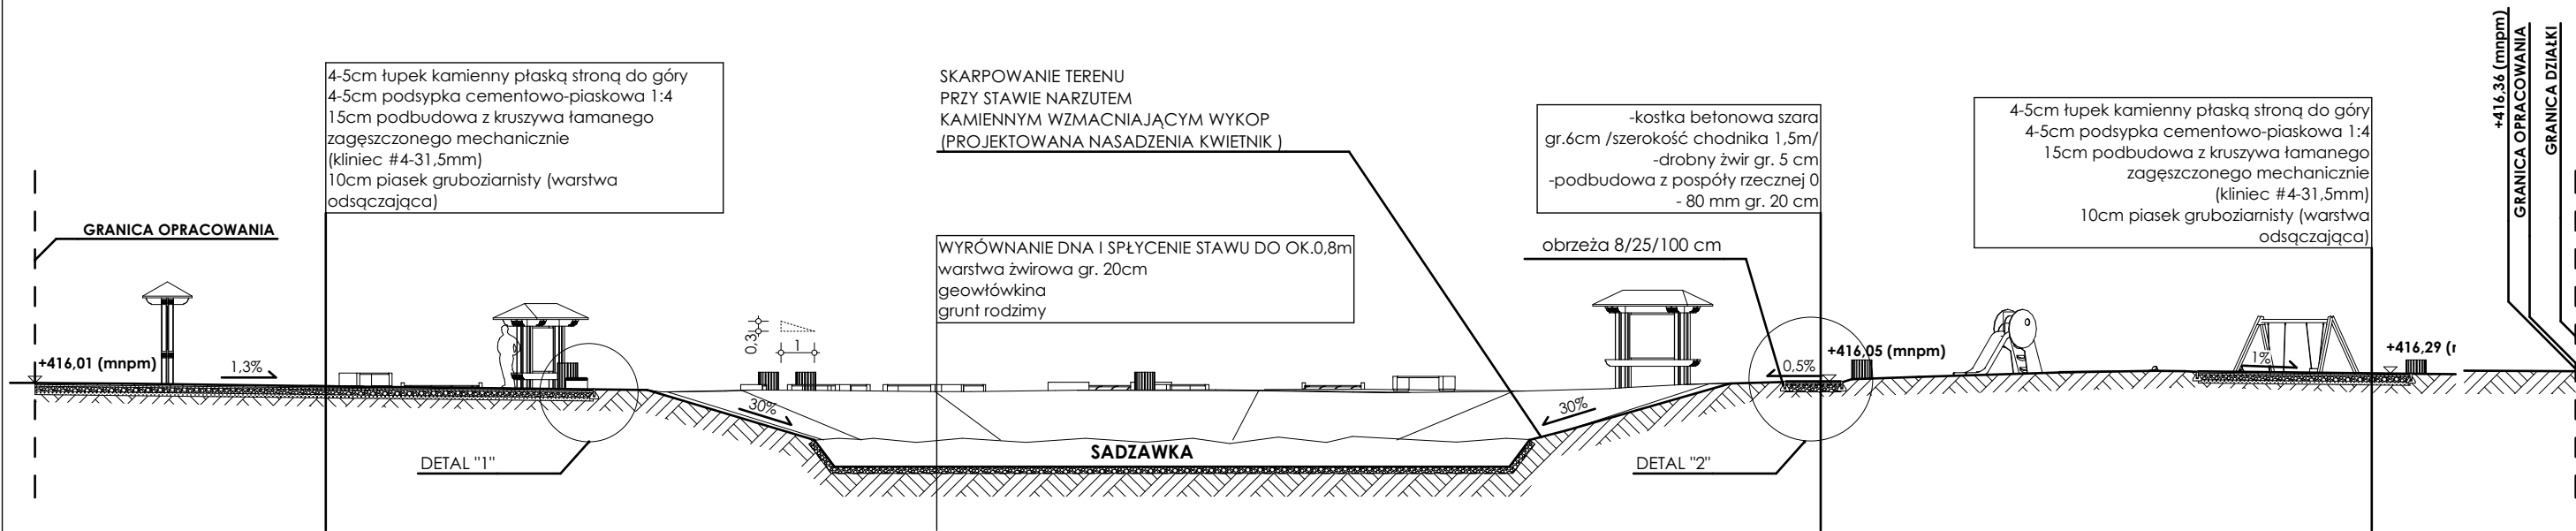 4-5cm łupek kamienny płaską stroną do góry
4-5cm podsypka cementowo-piaskowa 1:4
15cm podbudowa z kruszywa łamanego
zagęszczonego mechanicznie
(kliniec #4-31,5mm)
10cm piasek gruboziarnisty (warstwa
odsączająca)
SKARPOWANIE TERENU
PRZY STAWIE NARZUTEM
KAMIENNYM WZMACNIAJĄCYM WYKOP
(PROJEKTOWANA NASADZENIA KWIETNIK )
-kostka betonowa szara
gr.6cm /szerokość chodnika 1,5m/
-drobny żwir gr. 5 cm
-podbudowa z pospóły rzecznej 0
- 80 mm gr. 20 cm
4-5cm łupek kamienny płaską stroną do góry
4-5cm podsypka cementowo-piaskowa 1:4
15cm podbudowa z kruszywa łamanego
zagęszczonego mechanicznie
(kliniec #4-31,5mm)
10cm piasek gruboziarnisty (warstwa
odsączająca)
+416,36 (mnpm)
GRANICA OPRACOWANIA
GRANICA DZIAŁKI
GRANICA OPRACOWANIA
WYRÓWNANIE DNA I SPŁYCENIE STAWU DO OK.0,8m
warstwa żwirowa gr. 20cm
geowłówkina
grunt rodzimy
obrzeża 8/25/100 cm
+416,01 (mnpm)
1,3%
0,3
1
0,5%
+416,05 (mnpm)
1%
+416,29 (r
30%
30%
SADZAWKA
DETAL "1"
DETAL "2"